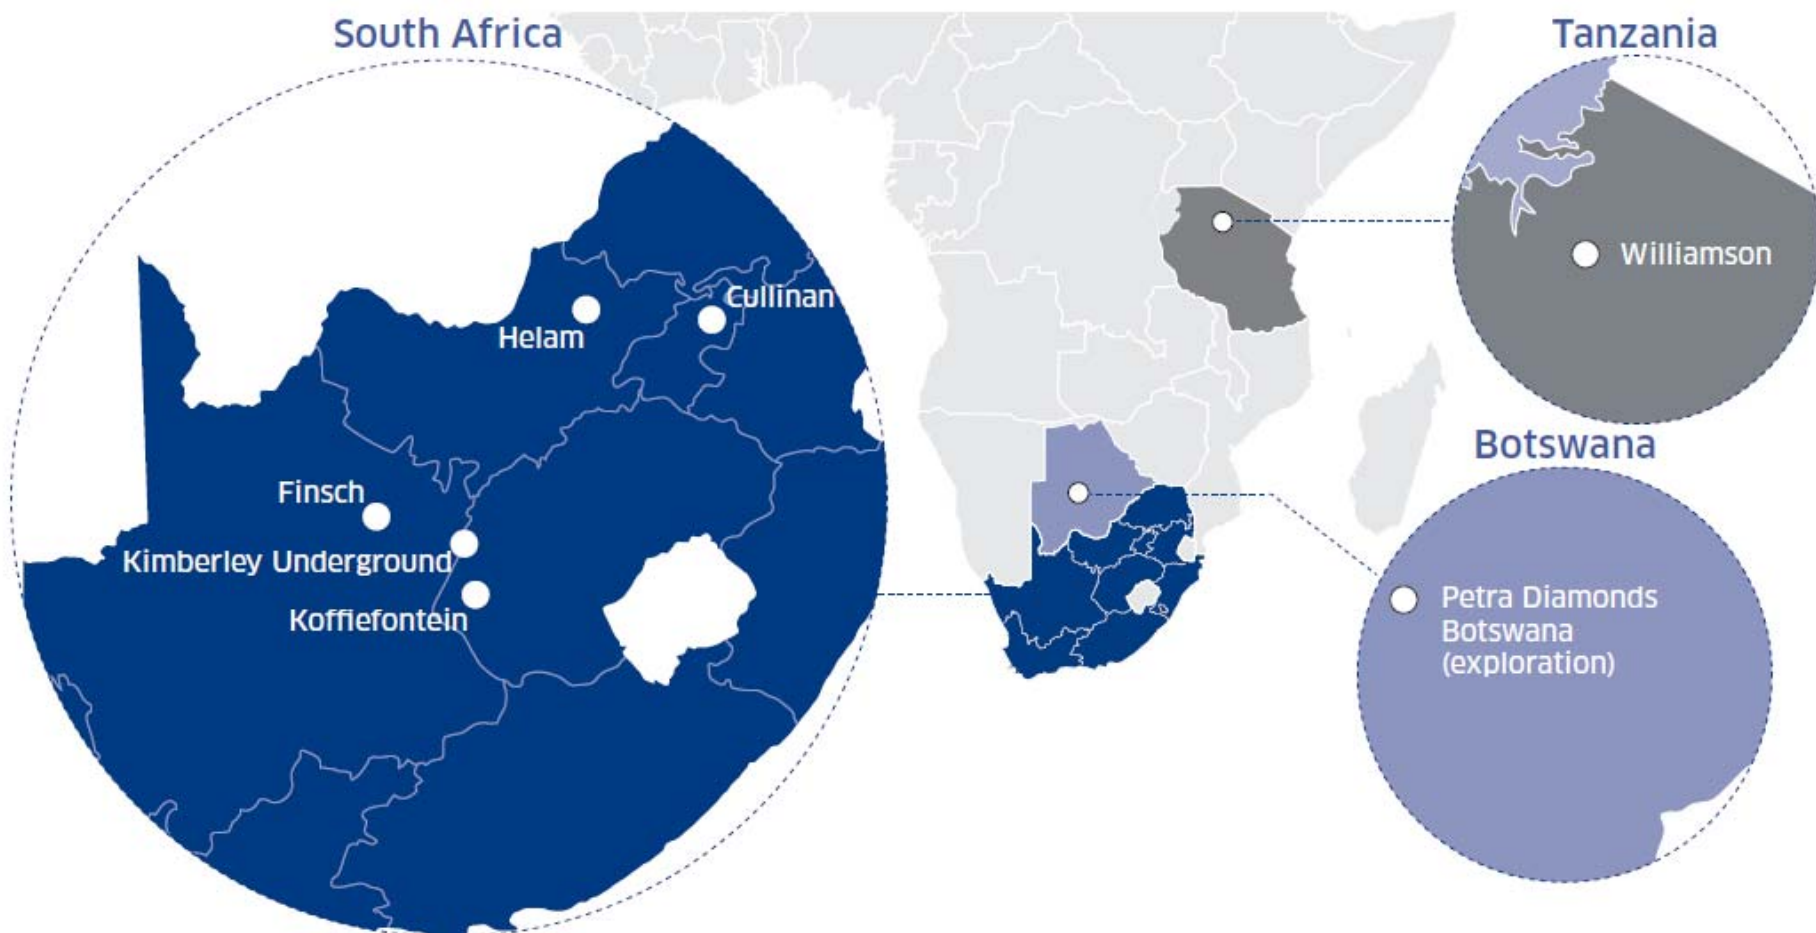 South Africa
Tanzania
Cullinan
Helam
Finsch
Kimberley Underground
Koffiefontein
Williamson
Botswana
Petra Diamonds
Botswana
(exploration)